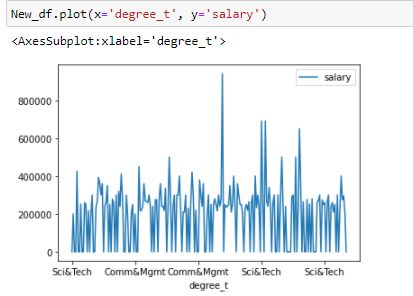 New_df.plot(x='degree_t', y='salary')
<AxesSubplot:xlabel='degree_t'>
salary
800000
600000
400000
200000
0
Sci&Tech Comm&Mgmt Comm&Mgmt Sci&Tech Sci&Tech
degree_t